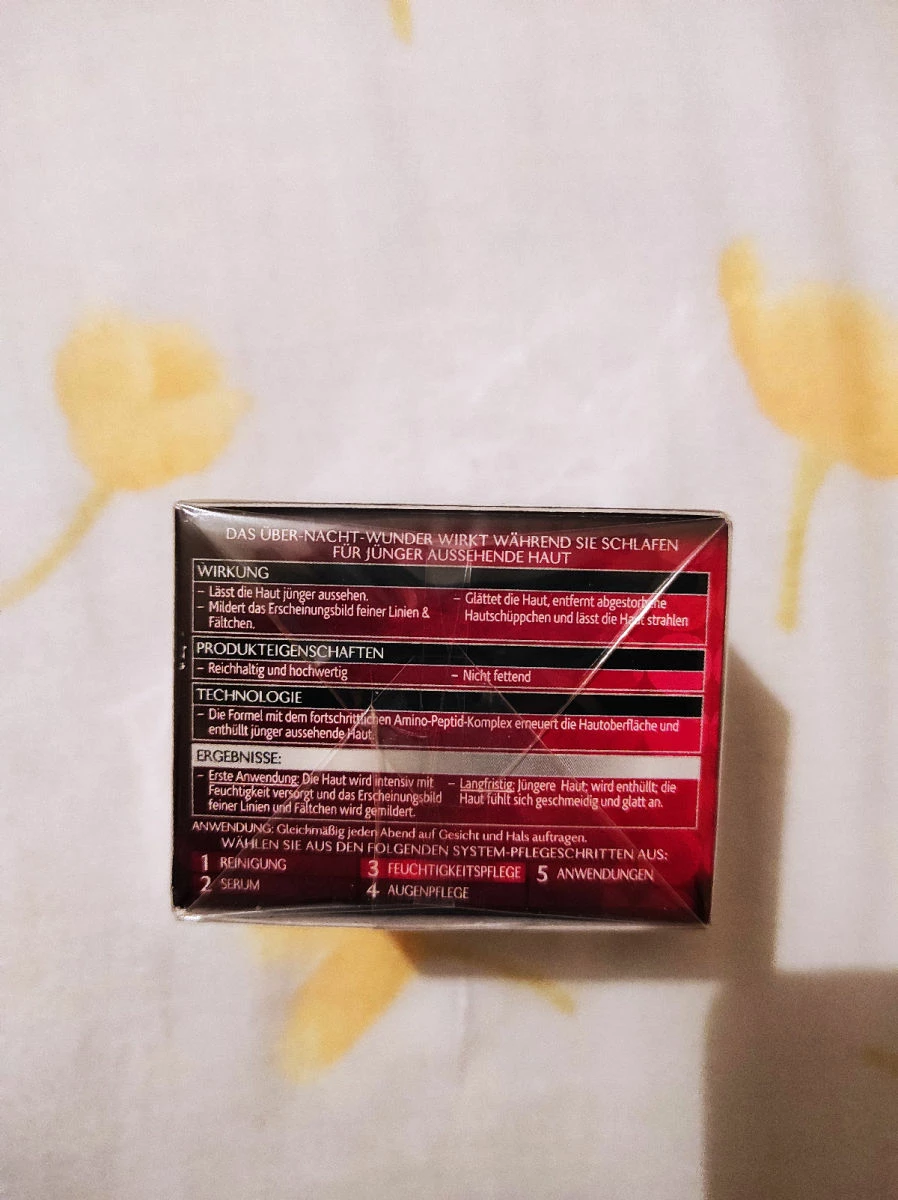 DAS ÜBER-NACHT-WUNDER WIRKT WÄHREND SIE SCHLAFEN
FÜR JÜNGER AUSSEHENDE HAUT
WIRKUNG
- Lässt die Haut jünger aussehen.
- Mildert das Erscheinungsbild feiner Linien &
Fältchen.
- Glättet die Haut, entfernt abgestorbene
Hautschüppchen und lässt die Haut strahlen
PRODUKTEIGENSCHAFTEN
- Reichhaltig und hochwertig
- Nicht fettend
TECHNOLOGIE
- Die Formel mit dem fortschrittlichen Amino-Peptid-Komplex erneuert die Hautoberfläche und
enthüllt jünger aussehende Haut.
ERGEBNISSE:
- Erste Anwendung: Die Haut wird intensiv mit
Feuchtigkeit versorgt und das Erscheinungsbild
feiner Linien und Fältchen wird gemildert.
- Langfristig: Jüngere Haut; wird enthüllt; die
Haut fühlt sich geschmeidig und glatt an.
ANWENDUNG: Gleichmäßig jeden Abend auf Gesicht und Hals auftragen.
WÄHLEN SIE AUS DEN FOLGENDEN SYSTEM-PFLEGESCHRITTEN AUS:
1 REINIGUNG
2 SERUM
3 FEUCHTIGKEITSPFLEGE
4 AUGENPFLEGE
5 ANWENDUNGEN